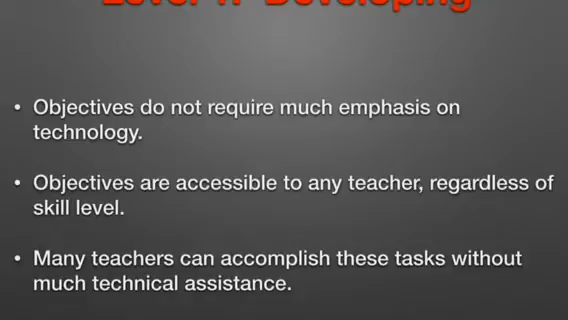 Level 1: Developing
• Objectives do not require much emphasis on
technology.
• Objectives are accessible to any teacher, regardless of
skill level.
• Many teachers can accomplish these tasks without
much technical assistance.